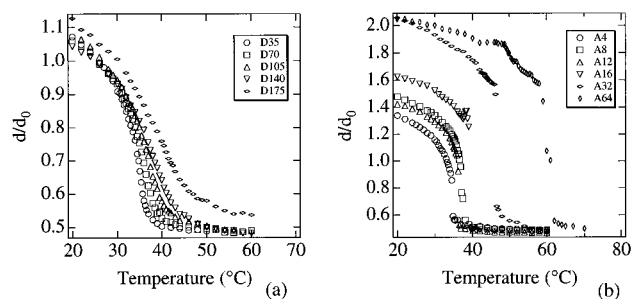 1.1
1.0
0.9
0.8
0.7
0.6
0.5
d/d0
20 30 40 50 60 70
Temperature (°C)
D35
D70
D105
D140
D175
(a)
2.0
1.8
1.6
1.4
1.2
1.0
0.8
0.6
d/d0
20 40 60 80
Temperature (°C)
A4
A8
A12
A16
A32
A64
(b)